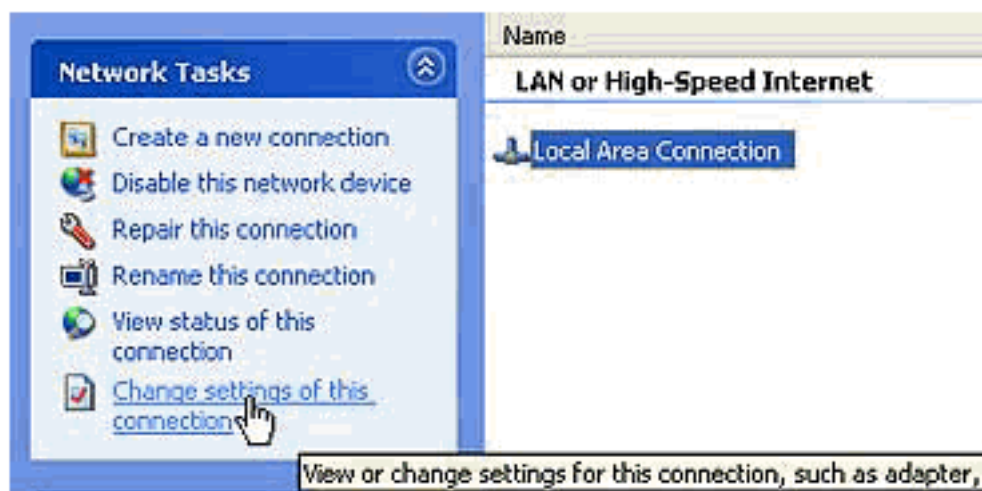 Name
Network Tasks
LAN or High-Speed Internet
Create a new connection
Local Area Connection
Disable this network device
Repair this connection
Rename this connection
View status of this
connection
Change settings of this
connection
View or change settings for this connection, such as adapter,